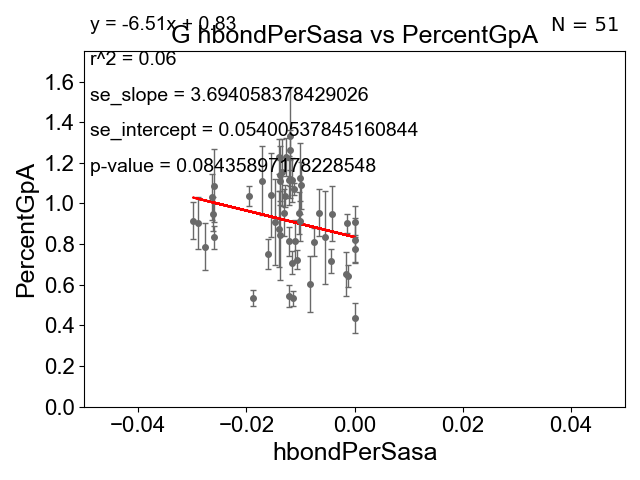 y = -6.51x + 0.83
N = 51
G hbondPerSasa vs PercentGpA
r^2 = 0.06
se_slope = 3.694058378429026
se_intercept = 0.05400537845160844
p-value = 0.08435897178228548
PercentGpA
1.6
1.4
1.2
1.0
0.8
0.6
0.4
0.2
0.0
−0.04 −0.02 0.00 0.02 0.04
hbondPerSasa